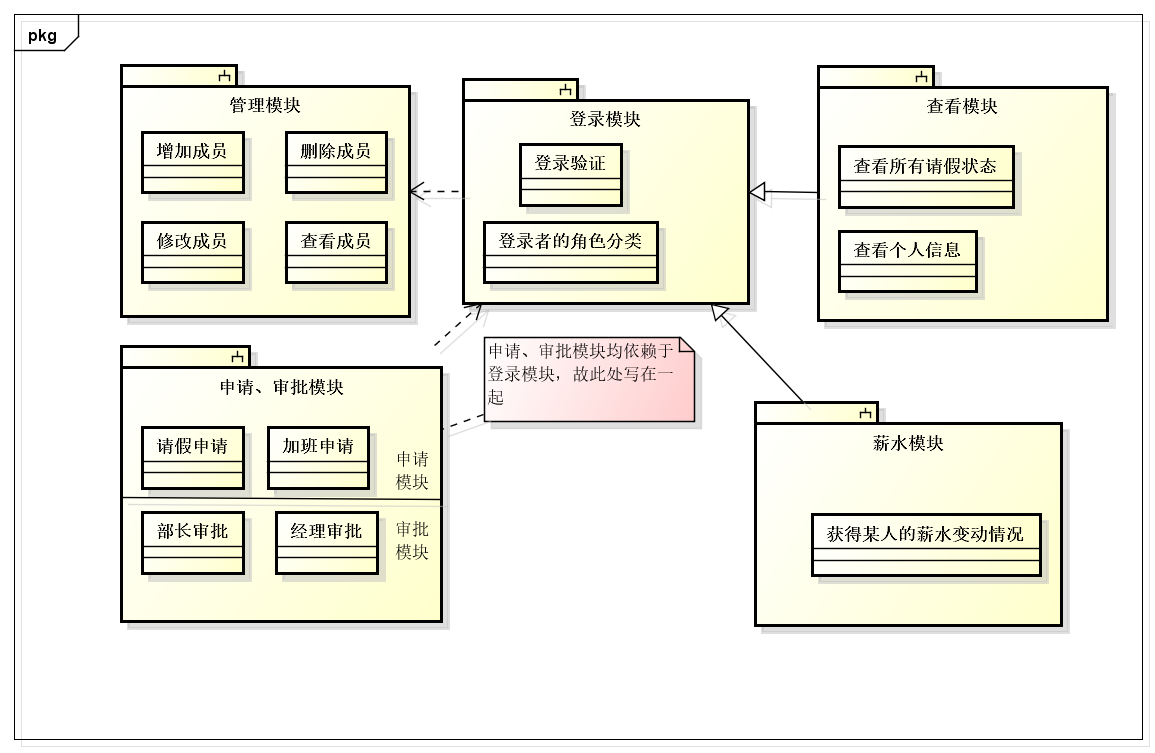 pkg
管理模块
增加成员
删除成员
修改成员
查看成员
登录模块
登录验证
登录者的角色分类
查看模块
查看所有请假状态
查看个人信息
申请、审批模块
请假申请
加班申请
申请
模块
部长审批
经理审批
审批
模块
申请、审批模块均依赖于
登录模块，故此处写在一
起
薪水模块
获得某人的薪水变动情况